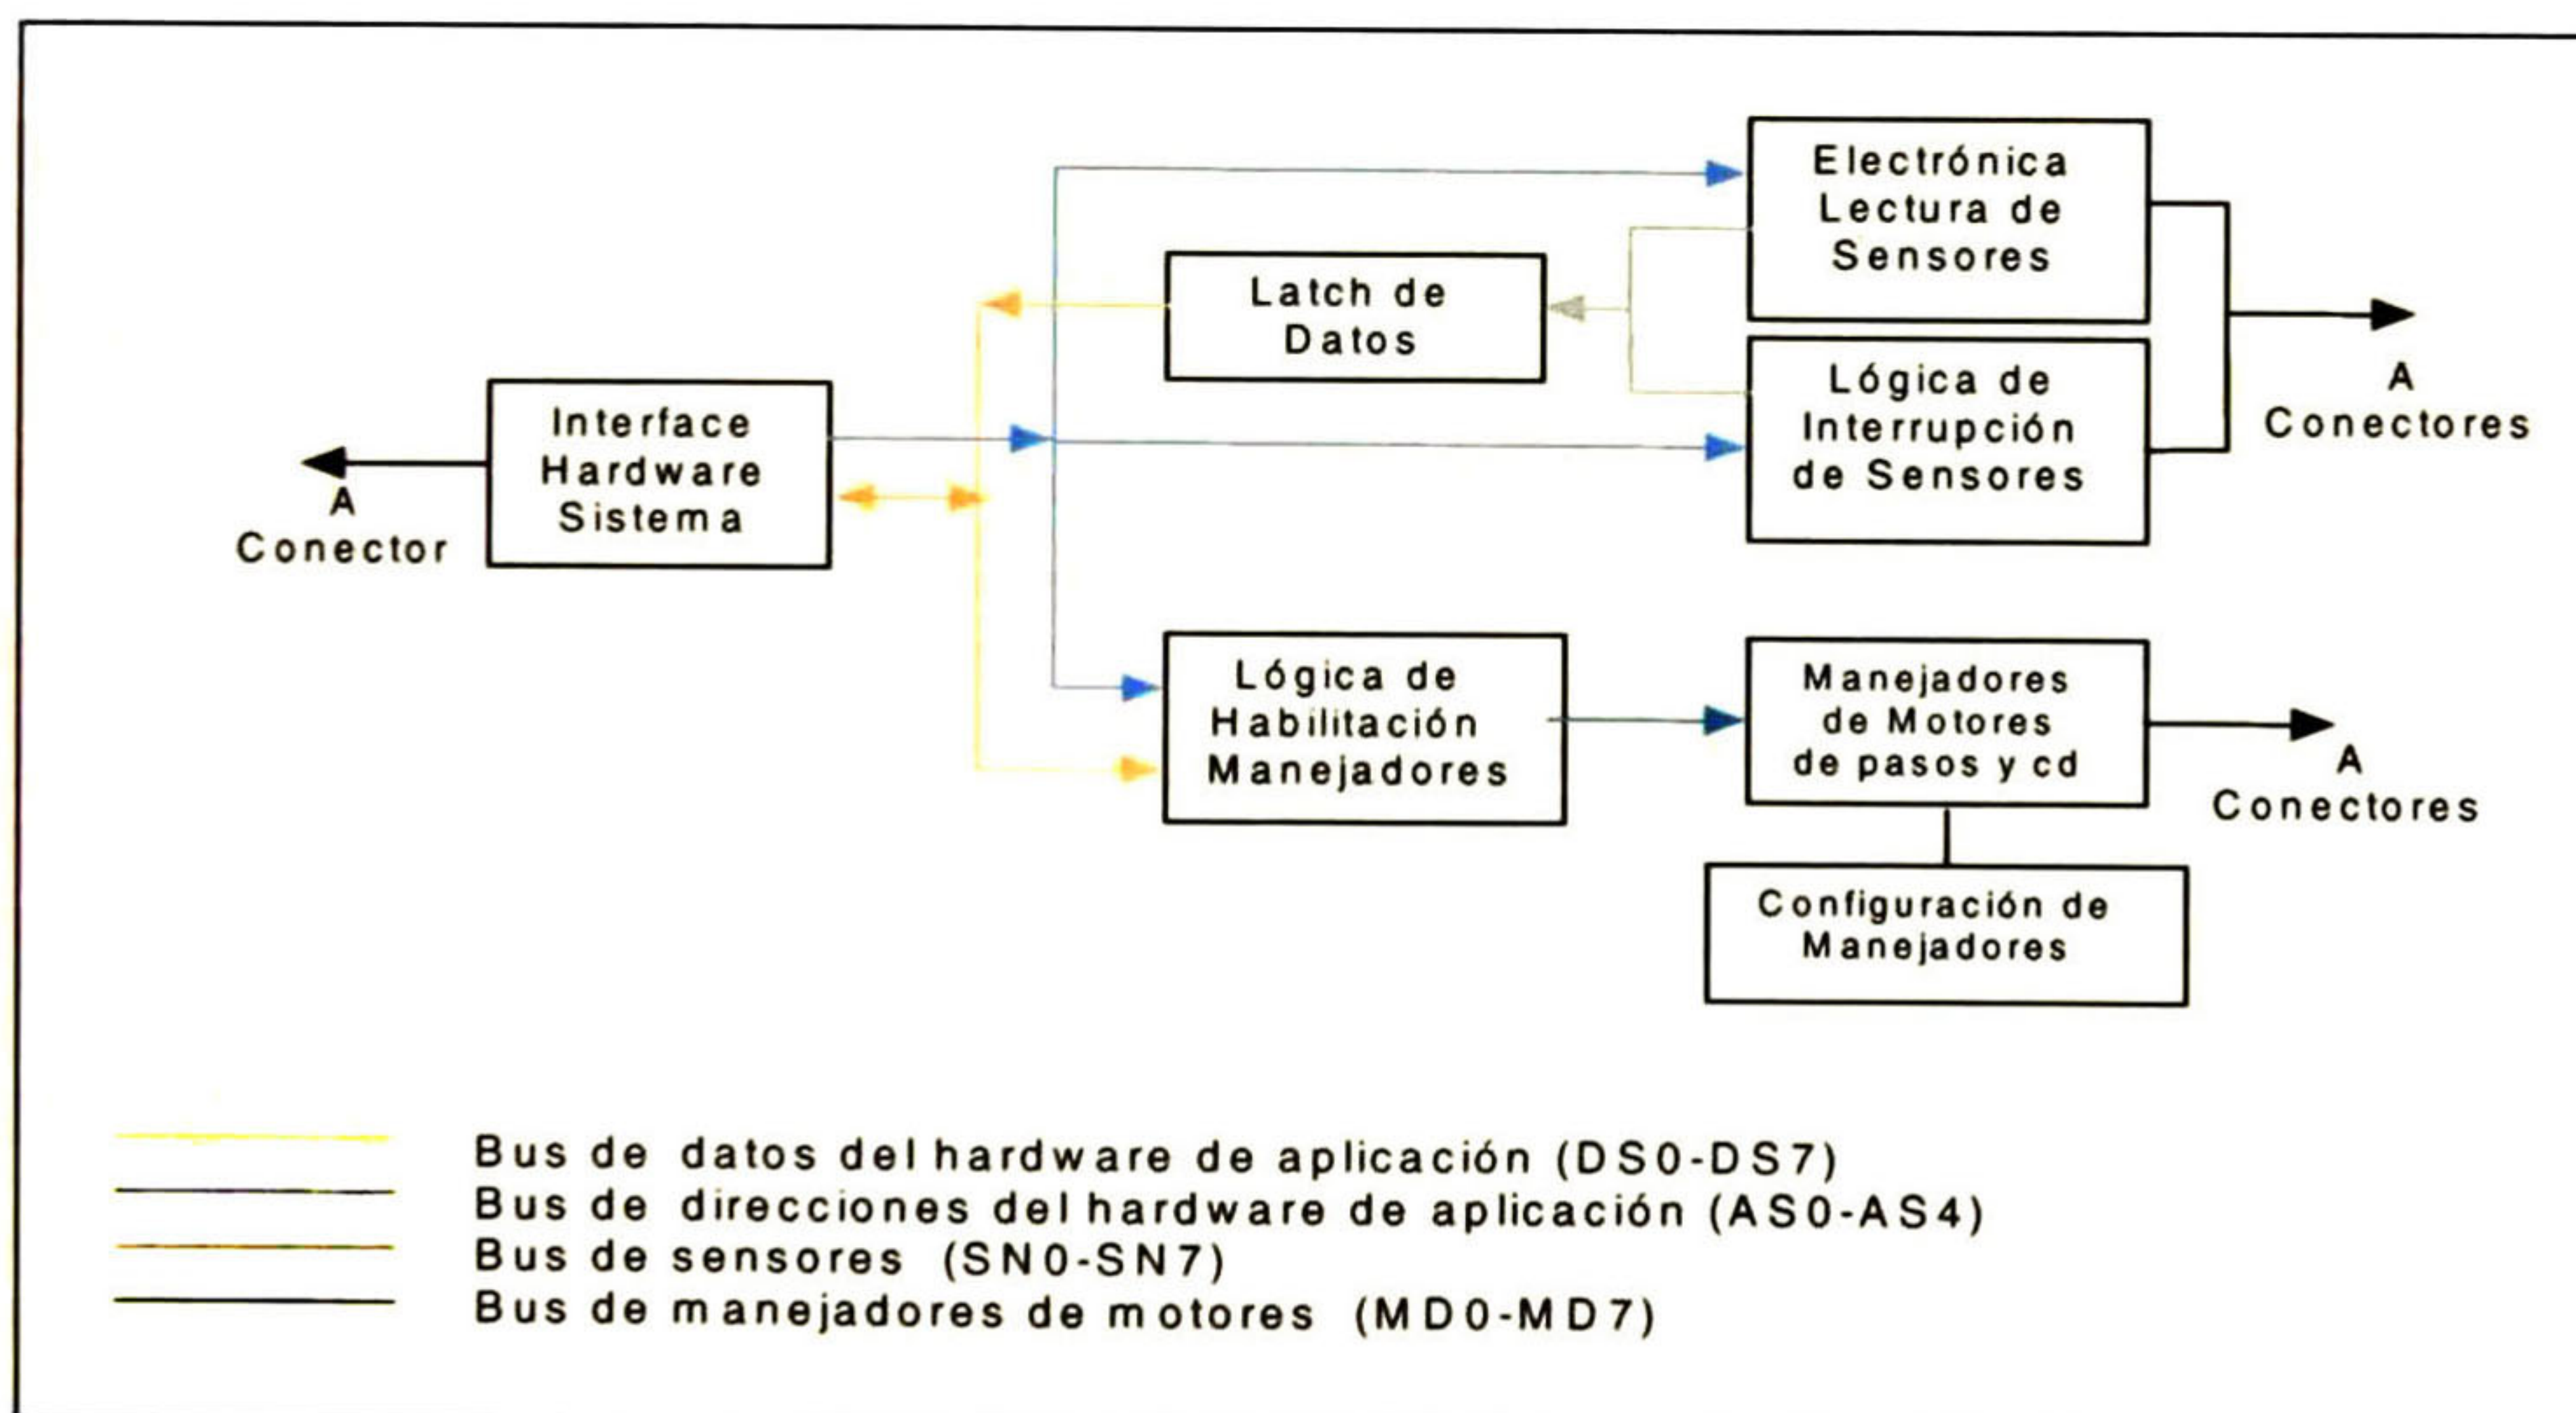 Electrónica
Lectura de
Sensores
Latch de
Datos
Lógica de
Interrupción
de Sensores
A
Conectores
Interface
Hardware
Sistema
A
Conector
Lógica de
Habilitación
Manejadores
Manejadores
de Motores
de pasos y cd
A
Conectores
Configuración de
Manejadores
Bus de datos del hardware de aplicación (DS0-DS7)
Bus de direcciones del hardware de aplicación (AS0-AS4)
Bus de sensores (SN0-SN7)
Bus de manejadores de motores (MD0-MD7)